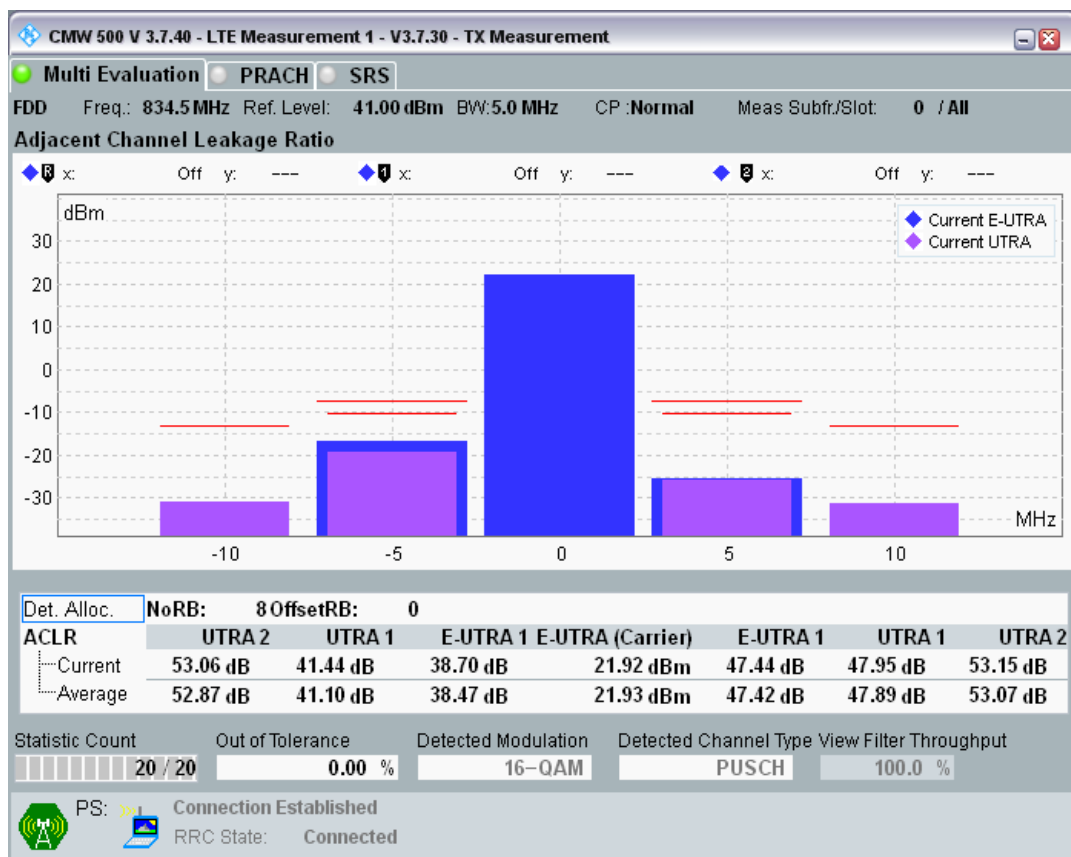 CMW 500 V 3.7.40 - LTE Measurement 1 - V3.7.30 - TX Measurement
Multi Evaluation PRACH SRS
FDD Freq.: 834.5 MHz Ref. Level: 41.00 dBm BW:5.0 MHz CP :Normal Meas Subfr./Slot: 0 / All
Adjacent Channel Leakage Ratio
R x: Off y: --- 1 x: Off y: --- 2 x: Off y: ---
dBm
Current E-UTRA
Current UTRA
30
20
10
0
-10
-20
-30
MHz
-10 -5 0 5 10
Det. Alloc. NoRB: 8 OffsetRB: 0
ACLR UTRA 2 UTRA 1 E-UTRA 1 E-UTRA (Carrier) E-UTRA 1 UTRA 1 UTRA 2
Current 53.06 dB 41.44 dB 38.70 dB 21.92 dBm 47.44 dB 47.95 dB 53.15 dB
Average 52.87 dB 41.10 dB 38.47 dB 21.93 dBm 47.42 dB 47.89 dB 53.07 dB
Statistic Count Out of Tolerance Detected Modulation Detected Channel Type View Filter Throughput
20 / 20 0.00 % 16-QAM PUSCH 100.0 %
PS: Connection Established
RRC State: Connected